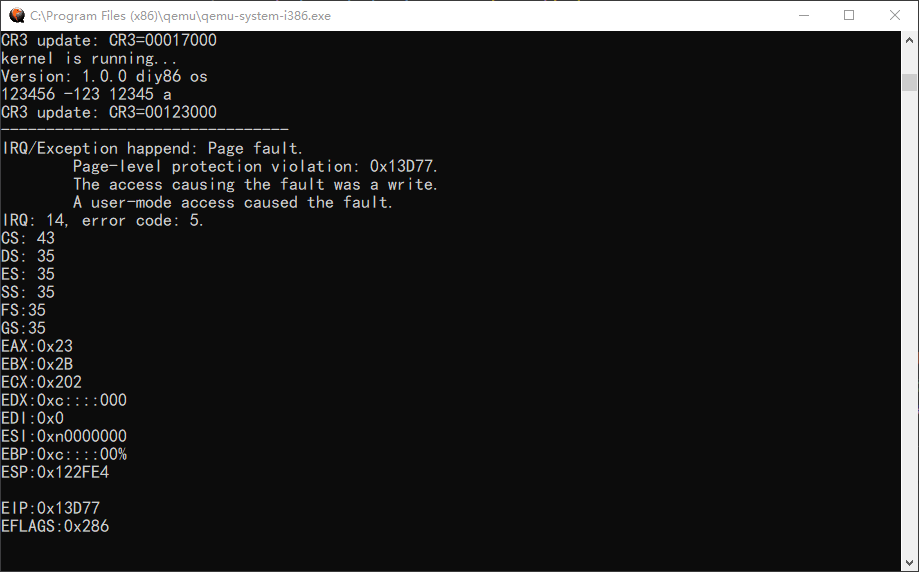 C:\Program Files (x86)\qemu\qemu-system-i386.exe
CR3 update: CR3=00017000
kernel is running...
Version: 1.0.0 diy86 os
123456 -123 12345 a
CR3 update: CR3=00123000
--------------------------------
IRQ/Exception happend: Page fault.
Page-level protection violation: 0x13D77.
The access causing the fault was a write.
A user-mode access caused the fault.
IRQ: 14, error code: 5.
CS: 43
DS: 35
ES: 35
SS: 35
FS:35
GS:35
EAX:0x23
EBX:0x2B
ECX:0x202
EDX:0xc::::000
EDI:0x0
ESI:0xn0000000
EBP:0xc::::00%
ESP:0x122FE4
EIP:0x13D77
EFLAGS:0x286